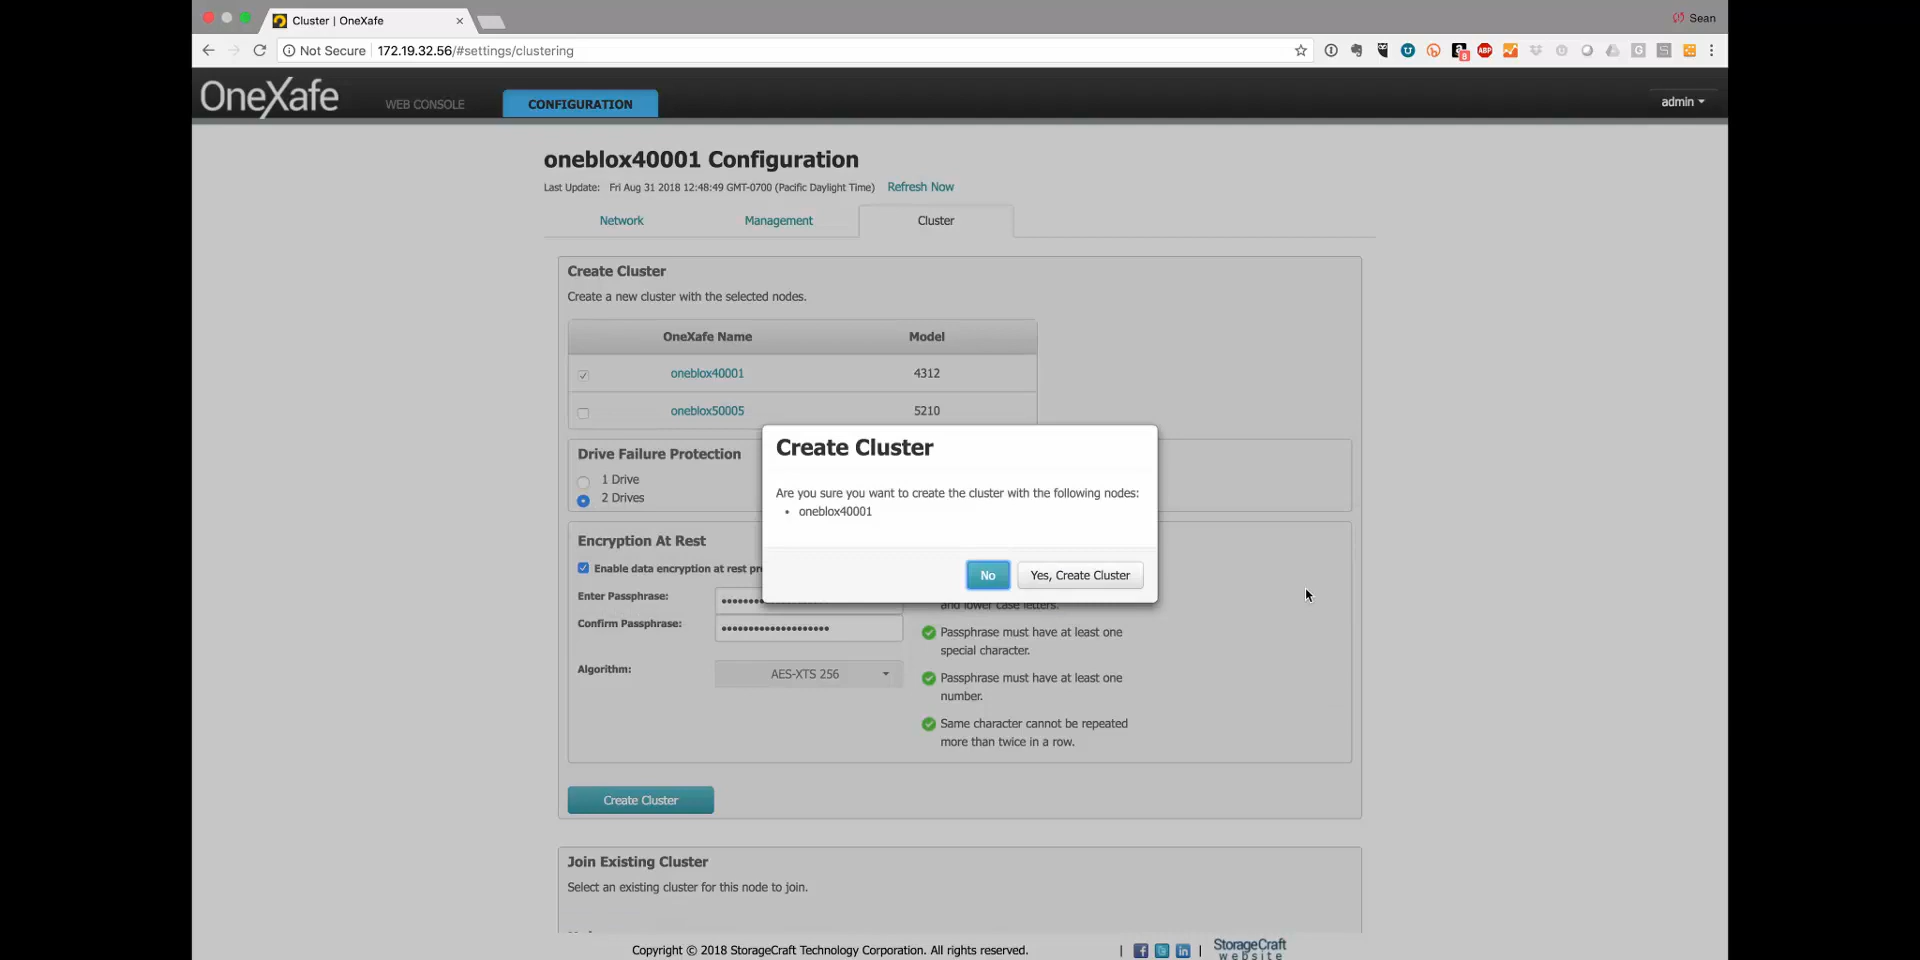 Cluster | OneXafe
Sean
Not Secure 172.19.32.56/#settings/clustering
OneXafe WEB CONSOLE CONFIGURATION admin
oneblox40001 Configuration
Last Update: Fri Aug 31 2018 12:48:49 GMT-0700 (Pacific Daylight Time) Refresh Now
Network Management Cluster
Create Cluster
Create a new cluster with the selected nodes.
OneXafe Name Model
oneblox40001 4312
oneblox50005 5210
Create Cluster
Are you sure you want to create the cluster with the following nodes:
• oneblox40001
No Yes, Create Cluster
Drive Failure Protection
1 Drive
2 Drives
Encryption At Rest
Enable data encryption at rest
Enter Passphrase:
and lower case letters.
Confirm Passphrase:
Passphrase must have at least one
special character.
Algorithm: AES-XTS 256
Passphrase must have at least one
number.
Same character cannot be repeated
more than twice in a row.
Create Cluster
Join Existing Cluster
Select an existing cluster for this node to join.
Copyright © 2018 StorageCraft Technology Corporation. All rights reserved. | | StorageCraft
website